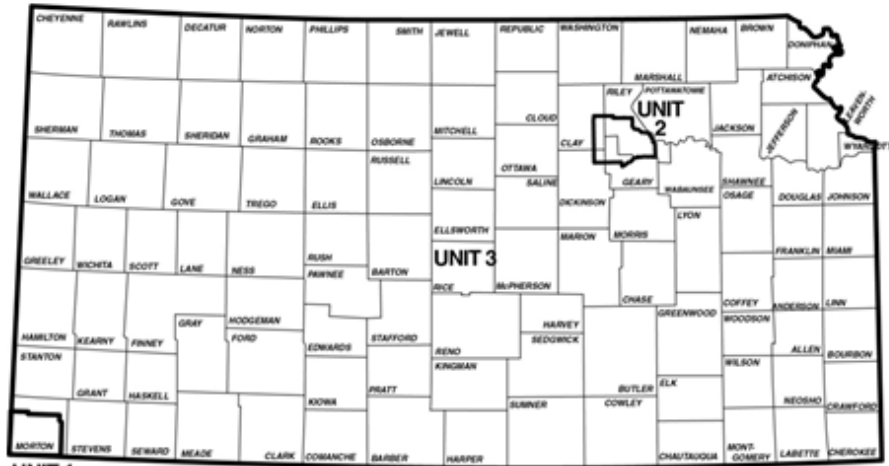 CHEYENNE
RAWLINS
DECATUR
NORTON
PHILLIPS
SMITH
JEWELL
REPUBLIC
WASHINGTON
MARSHALL
NEMAHA
BROWN
DONIPHAN
ATCHISON
SHERMAN
THOMAS
SHERIDAN
GRAHAM
ROOKS
OSBORNE
MITCHELL
CLOUD
CLAY
RILEY
POTTAWATOMIE
UNIT
2
JACKSON
JEFFERSON
LEAVEN-
WORTH
RUSSELL
LINCOLN
OTTAWA
SALINE
DICKINSON
GEARY
WABAUNSEE
SHAWNEE
OSAGE
DOUGLAS
JOHNSON
WALLACE
LOGAN
GOVE
TREGO
ELLIS
ELLSWORTH
MARION
MORRIS
LYON
FRANKLIN
MIAMI
GREELEY
WICHITA
SCOTT
LANE
NESS
RUSH
PAWNEE
BARTON
UNIT 3
RICE
McPHERSON
CHASE
COFFEY
ANDERSON
LINN
HAMILTON
KEARNY
FINNEY
GRAY
HODGEMAN
FORD
EDWARDS
STAFFORD
RENO
HARVEY
SEDGWICK
GREENWOOD
WOODSON
ALLEN
BOURBON
STANTON
GRANT
HASKELL
KIOWA
PRATT
KINGMAN
SUMNER
BUTLER
COWLEY
ELK
WILSON
NEOSHO
CRAWFORD
MORTON
STEVENS
SEWARD
MEADE
CLARK
COMANCHE
BARBER
HARPER
CHAUTAUQUA
MONT-
GOMERY
LABETTE
CHEROKEE